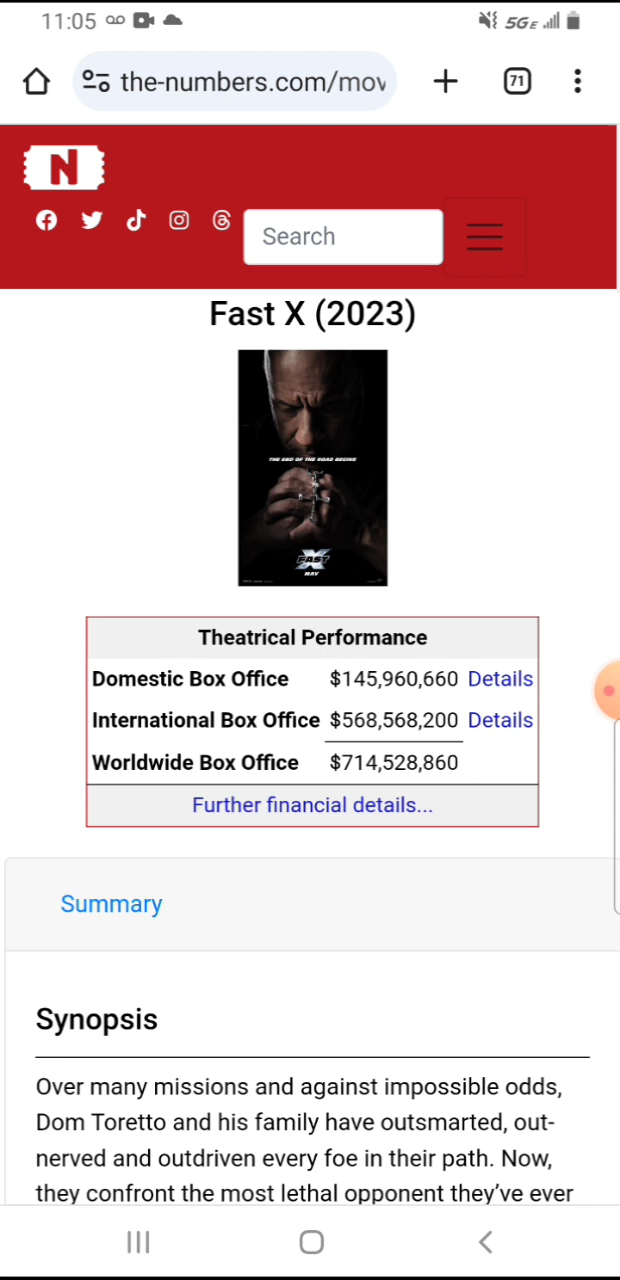 11:05
5GE
the-numbers.com/mov
71
N
Search
Fast X (2023)
THE END OF THE ROAD BEGINS
FAST X
MAY
Theatrical Performance
Domestic Box Office $145,960,660 Details
International Box Office $568,568,200 Details
Worldwide Box Office $714,528,860
Further financial details...
Summary
Synopsis
Over many missions and against impossible odds,
Dom Toretto and his family have outsmarted, out-
nerved and outdriven every foe in their path. Now,
they confront the most lethal opponent they’ve ever